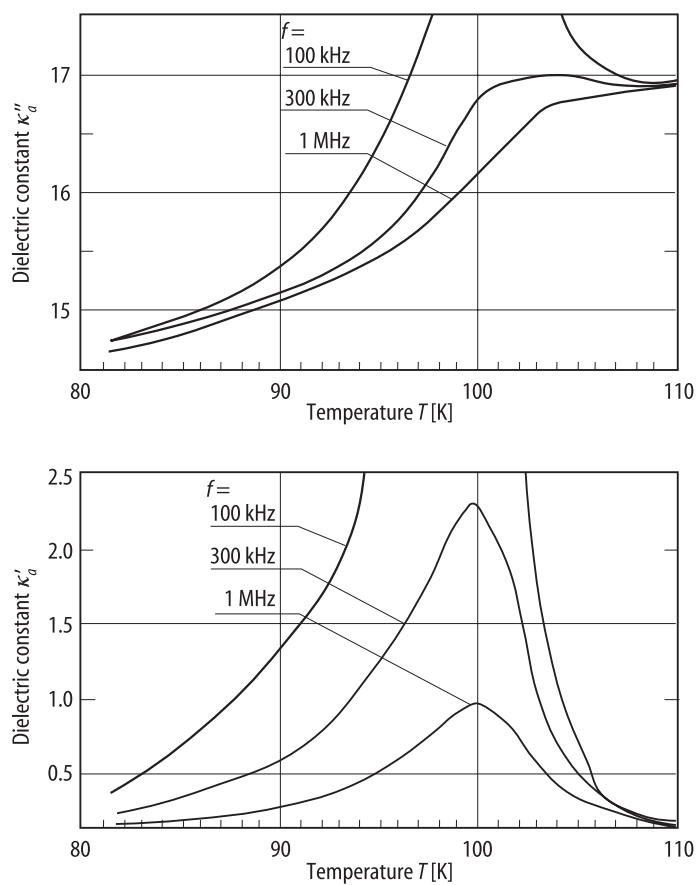 f =
100 kHz
300 kHz
1 MHz
17
16
15
Dielectric constant κ″ₐ
80 90 100 110
Temperature T [K]
f =
100 kHz
300 kHz
1 MHz
2.5
2.0
1.5
1.0
0.5
Dielectric constant κ′ₐ
80 90 100 110
Temperature T [K]